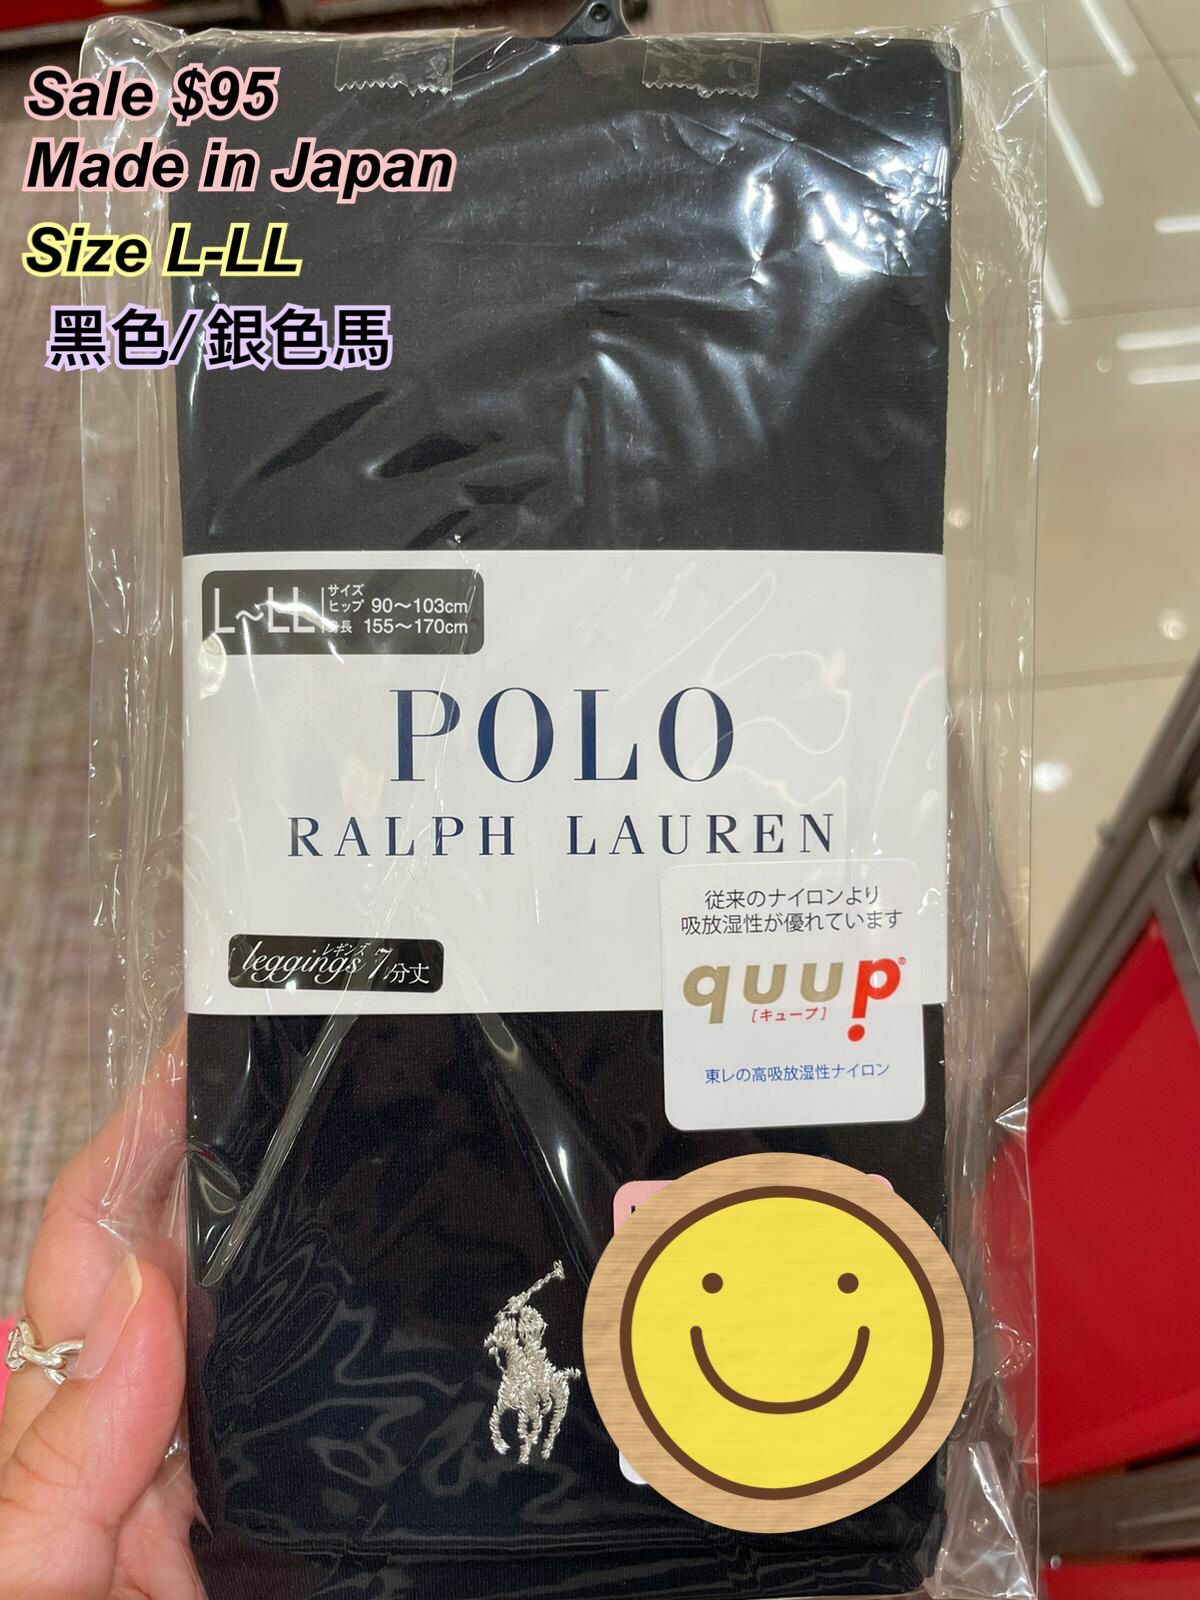 Sale $95
Made in Japan
Size L-LL
黑色/銀色馬
L～LL サイズ
ヒップ 90～103cm
身長 155～170cm
POLO
RALPH LAUREN
従来のナイロンより
吸放湿性が優れています
quup®
[キュープ]
東レの高吸放湿性ナイロン
レギンス
leggings 7分丈